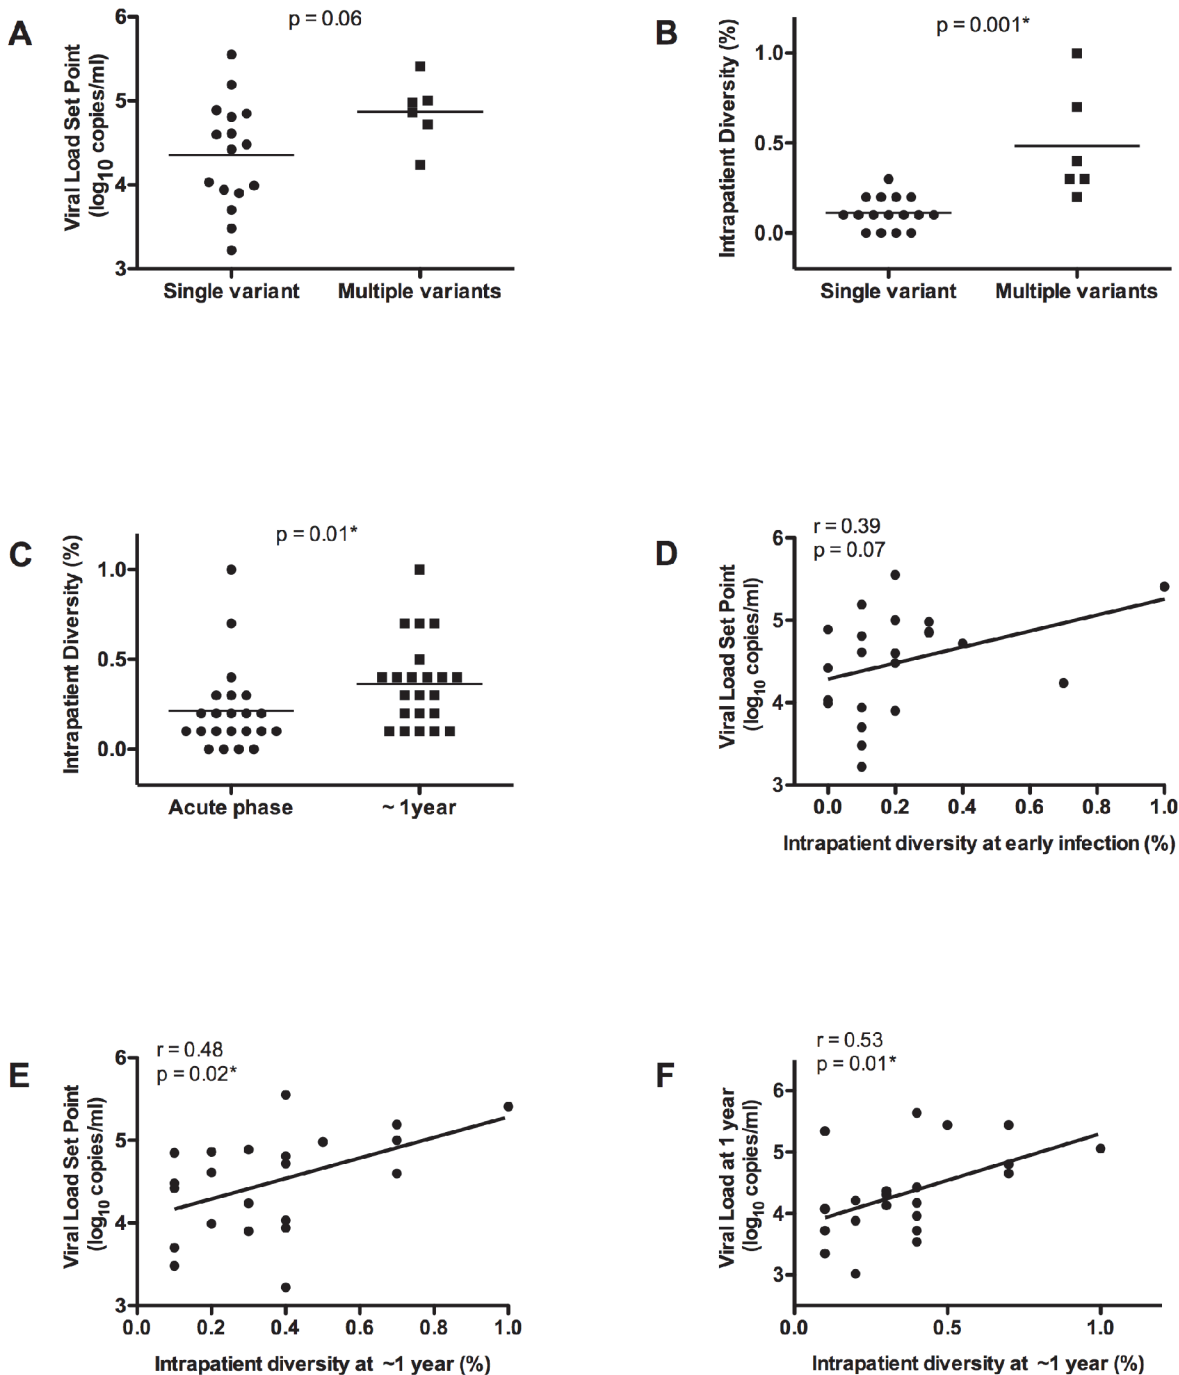 A
p = 0.06
Viral Load Set Point
(log10 copies/ml)
6
5
4
3
Single variant
Multiple variants
B
p = 0.001*
Intrapatient Diversity (%)
1.0
0.5
0.0
Single variant
Multiple variants
C
p = 0.01*
Intrapatient Diversity (%)
1.0
0.5
0.0
Acute phase
~ 1year
D
r = 0.39
p = 0.07
Viral Load Set Point
(log10 copies/ml)
6
5
4
3
0.0 0.2 0.4 0.6 0.8 1.0
Intrapatient diversity at early infection (%)
E
r = 0.48
p = 0.02*
Viral Load Set Point
(log10 copies/ml)
6
5
4
3
0.0 0.2 0.4 0.6 0.8 1.0
Intrapatient diversity at ~1 year (%)
F
r = 0.53
p = 0.01*
Viral Load at 1 year
(log10 copies/ml)
6
5
4
3
0.0 0.5 1.0
Intrapatient diversity at ~1 year (%)